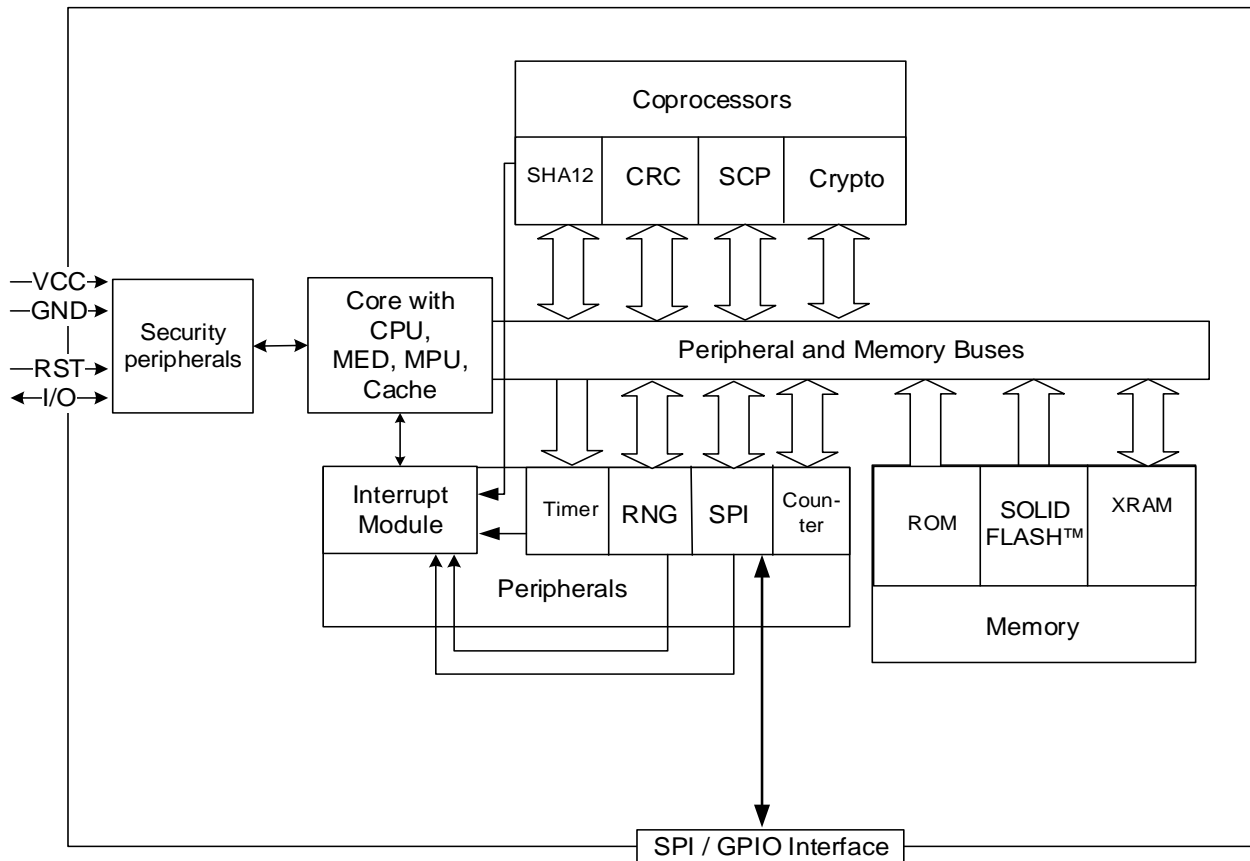 Coprocessors
SHA12
CRC
SCP
Crypto
VCC
GND
RST
I/O
Security
peripherals
Core with
CPU,
MED, MPU,
Cache
Peripheral and Memory Buses
Interrupt
Module
Timer
RNG
SPI
Coun-
ter
Peripherals
ROM
SOLID
FLASH™
XRAM
Memory
SPI / GPIO Interface